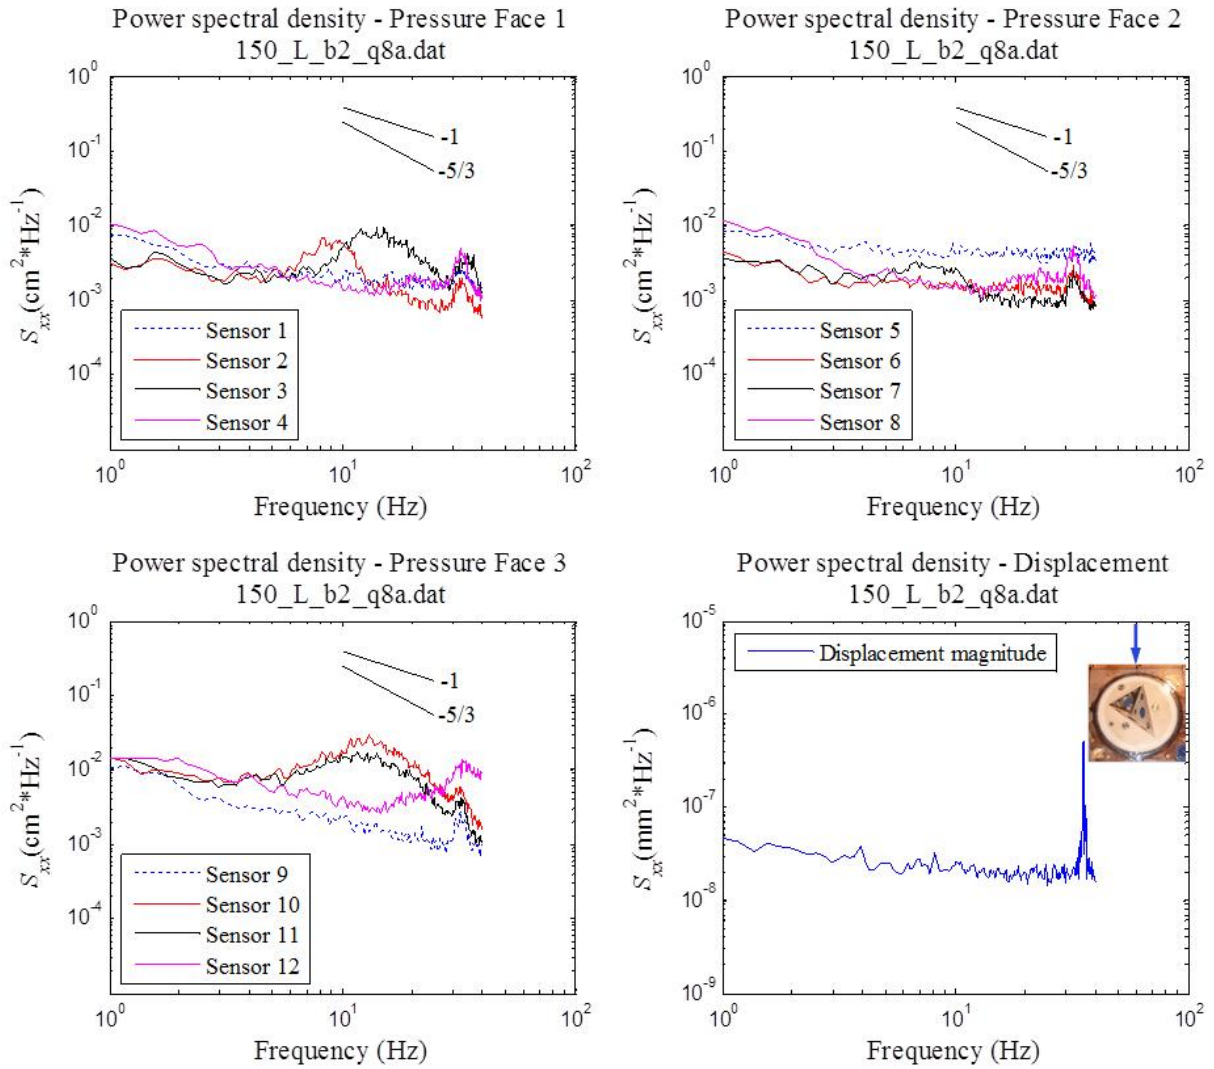 Power spectral density - Pressure Face 1
150_L_b2_q8a.dat
10^0
10^-1
10^-2
10^-3
10^-4
S_xx (cm^2*Hz^-1)
-1
-5/3
Sensor 1
Sensor 2
Sensor 3
Sensor 4
10^0
10^1
10^2
Frequency (Hz)
Power spectral density - Pressure Face 2
150_L_b2_q8a.dat
10^0
10^-1
10^-2
10^-3
10^-4
S_xx (cm^2*Hz^-1)
-1
-5/3
Sensor 5
Sensor 6
Sensor 7
Sensor 8
10^0
10^1
10^2
Frequency (Hz)
Power spectral density - Pressure Face 3
150_L_b2_q8a.dat
10^0
10^-1
10^-2
10^-3
10^-4
S_xx (cm^2*Hz^-1)
-1
-5/3
Sensor 9
Sensor 10
Sensor 11
Sensor 12
10^0
10^1
10^2
Frequency (Hz)
Power spectral density - Displacement
150_L_b2_q8a.dat
10^-5
10^-6
10^-7
10^-8
10^-9
S_xx (mm^2*Hz^-1)
Displacement magnitude
10^0
10^1
10^2
Frequency (Hz)